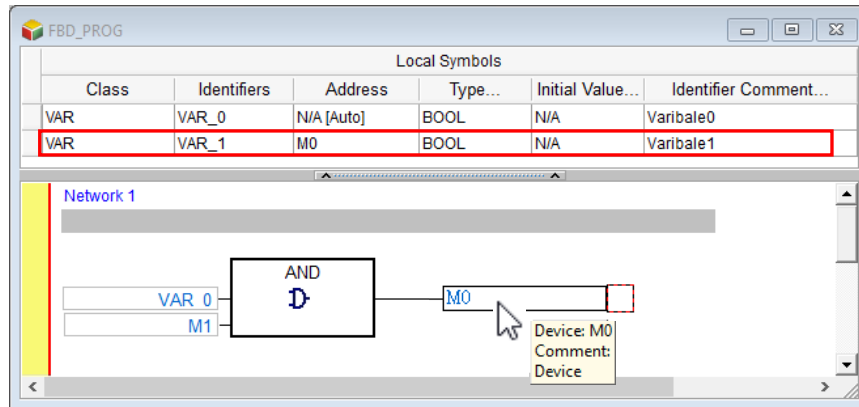 FBD_PROG
Local Symbols
Class Identifiers Address Type... Initial Value... Identifier Comment...
VAR VAR_0 N/A [Auto] BOOL N/A Varibale0
VAR VAR_1 M0 BOOL N/A Varibale1
Network 1
AND
VAR_0 M0
M1
Device: M0
Comment:
Device